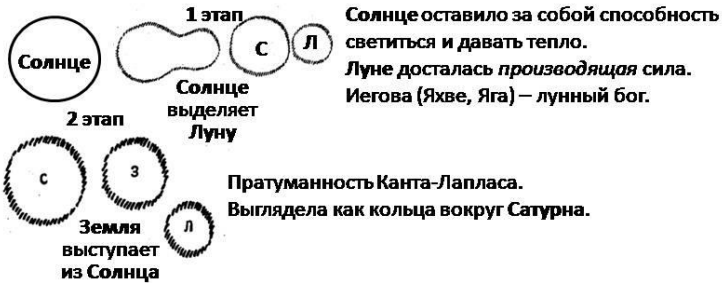 1 этап
Солнце
С
Л
Солнце
выделяет
Луну
Солнце оставило за собой способность
светиться и давать тепло.
Луне досталась производящая сила.
Иегова (Яхве, Яга) – лунный бог.
2 этап
С
З
Л
Земля
выступает
из Солнца
Пратуманность Канта-Лапласа.
Выглядела как кольца вокруг Сатурна.